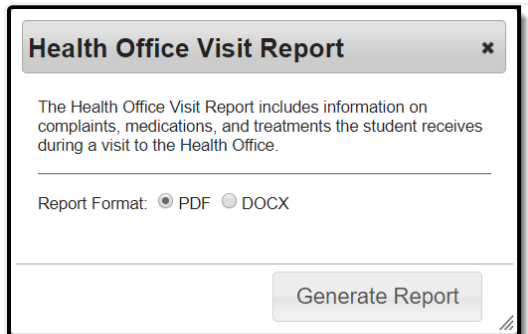 Health Office Visit Report
The Health Office Visit Report includes information on
complaints, medications, and treatments the student receives
during a visit to the Health Office.
Report Format: PDF DOCX
Generate Report